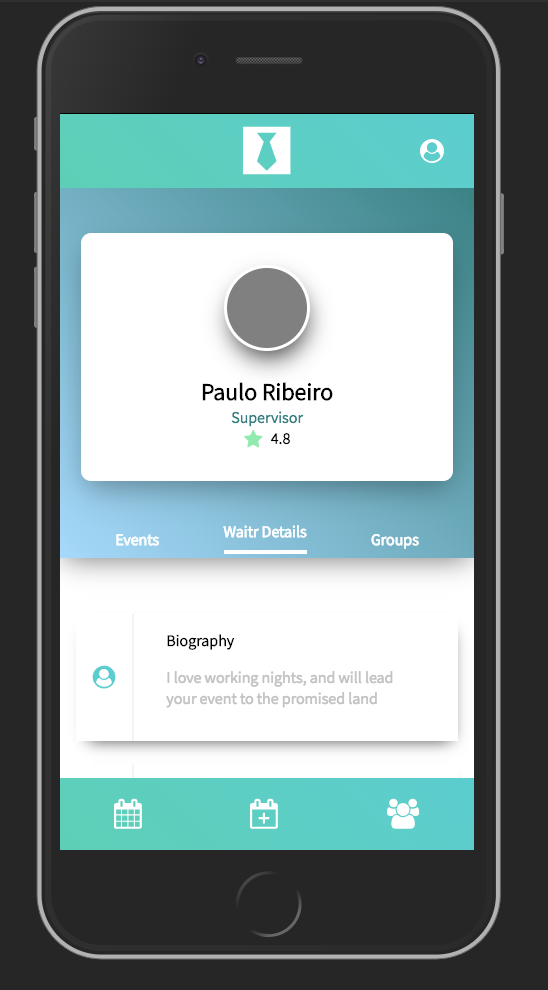 Paulo Ribeiro
Supervisor
4.8
Events
Waitr Details
Groups
Biography
I love working nights, and will lead
your event to the promised land